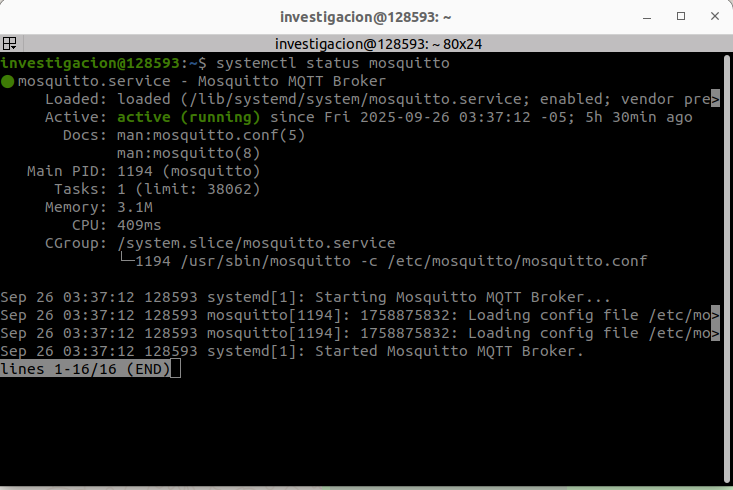 investigacion@128593: ~
investigacion@128593: ~ 80x24
investigacion@128593:~$ systemctl status mosquitto
● mosquitto.service - Mosquitto MQTT Broker
     Loaded: loaded (/lib/systemd/system/mosquitto.service; enabled; vendor pre>
     Active: active (running) since Fri 2025-09-26 03:37:12 -05; 5h 30min ago
       Docs: man:mosquitto.conf(5)
             man:mosquitto(8)
   Main PID: 1194 (mosquitto)
      Tasks: 1 (limit: 38062)
     Memory: 3.1M
        CPU: 409ms
     CGroup: /system.slice/mosquitto.service
             └─1194 /usr/sbin/mosquitto -c /etc/mosquitto/mosquitto.conf
Sep 26 03:37:12 128593 systemd[1]: Starting Mosquitto MQTT Broker...
Sep 26 03:37:12 128593 mosquitto[1194]: 1758875832: Loading config file /etc/mo>
Sep 26 03:37:12 128593 mosquitto[1194]: 1758875832: Loading config file /etc/mo>
Sep 26 03:37:12 128593 systemd[1]: Started Mosquitto MQTT Broker.
lines 1-16/16 (END)